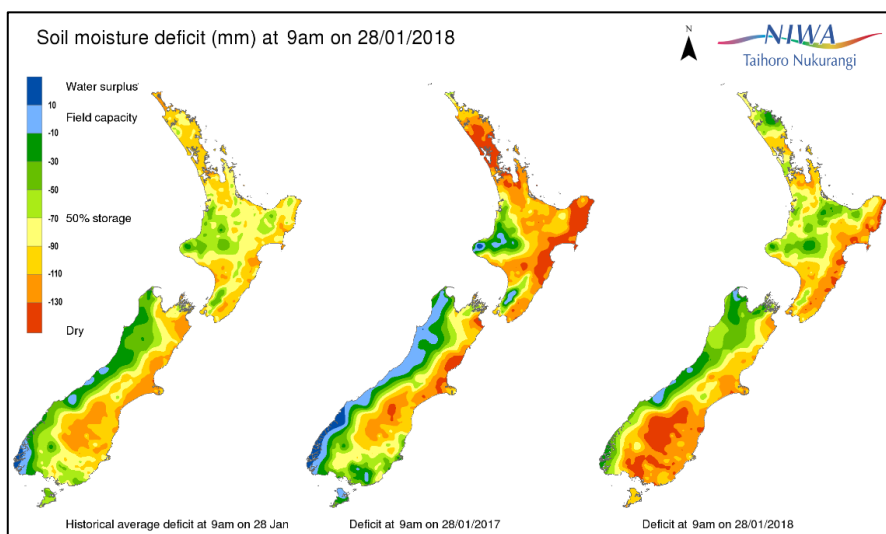 Soil moisture deficit (mm) at 9am on 28/01/2018
N
NIWA
Taihoro Nukurangi
Water surplus
10
Field capacity
-10
-30
-50
50% storage
-70
-90
-110
-130
Dry
Historical average deficit at 9am on 28 Jan
Deficit at 9am on 28/01/2017
Deficit at 9am on 28/01/2018